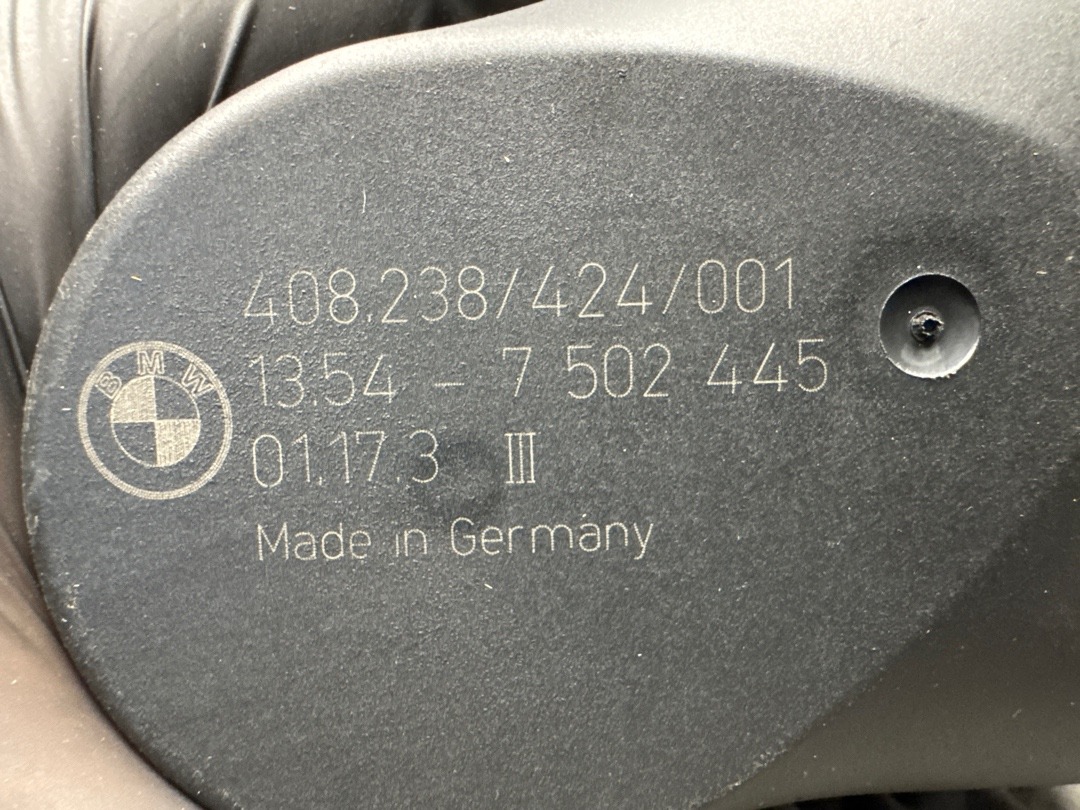 408.238/424/001
BMW
13.54 - 7 502 445
01.17.3 III
Made in Germany